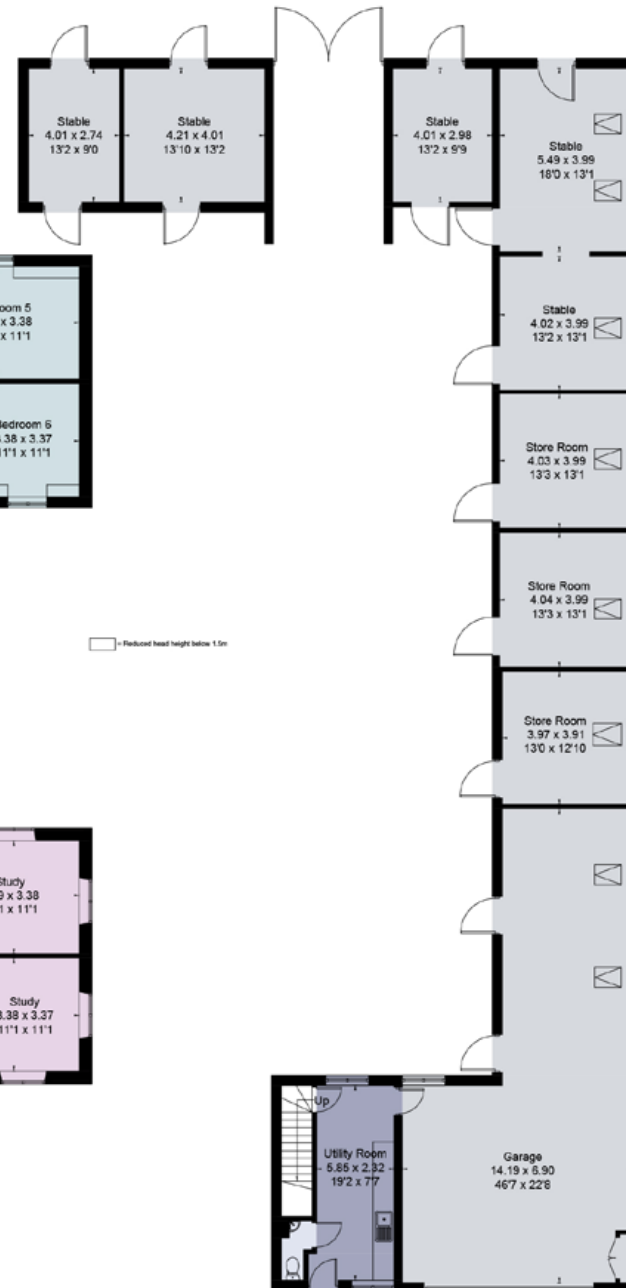 Stable
4.01 x 2.74
13'2 x 9'0
Stable
4.21 x 4.01
13'10 x 13'2
Stable
4.01 x 2.98
13'2 x 9'9
Stable
5.49 x 3.99
18'0 x 13'1
oom 5
x 3.38
x 11'1
Stable
4.02 x 3.99
13'2 x 13'1
Bedroom 6
3.38 x 3.37
11'1 x 11'1
Store Room
4.03 x 3.99
13'3 x 13'1
Store Room
4.04 x 3.99
13'3 x 13'1
= Reduced head height below 1.5m
Store Room
3.97 x 3.91
13'0 x 12'10
Study
9 x 3.38
1 x 11'1
Study
3.38 x 3.37
11'1 x 11'1
Up
Utility Room
5.85 x 2.32
19'2 x 7'7
Garage
14.19 x 6.90
46'7 x 22'8